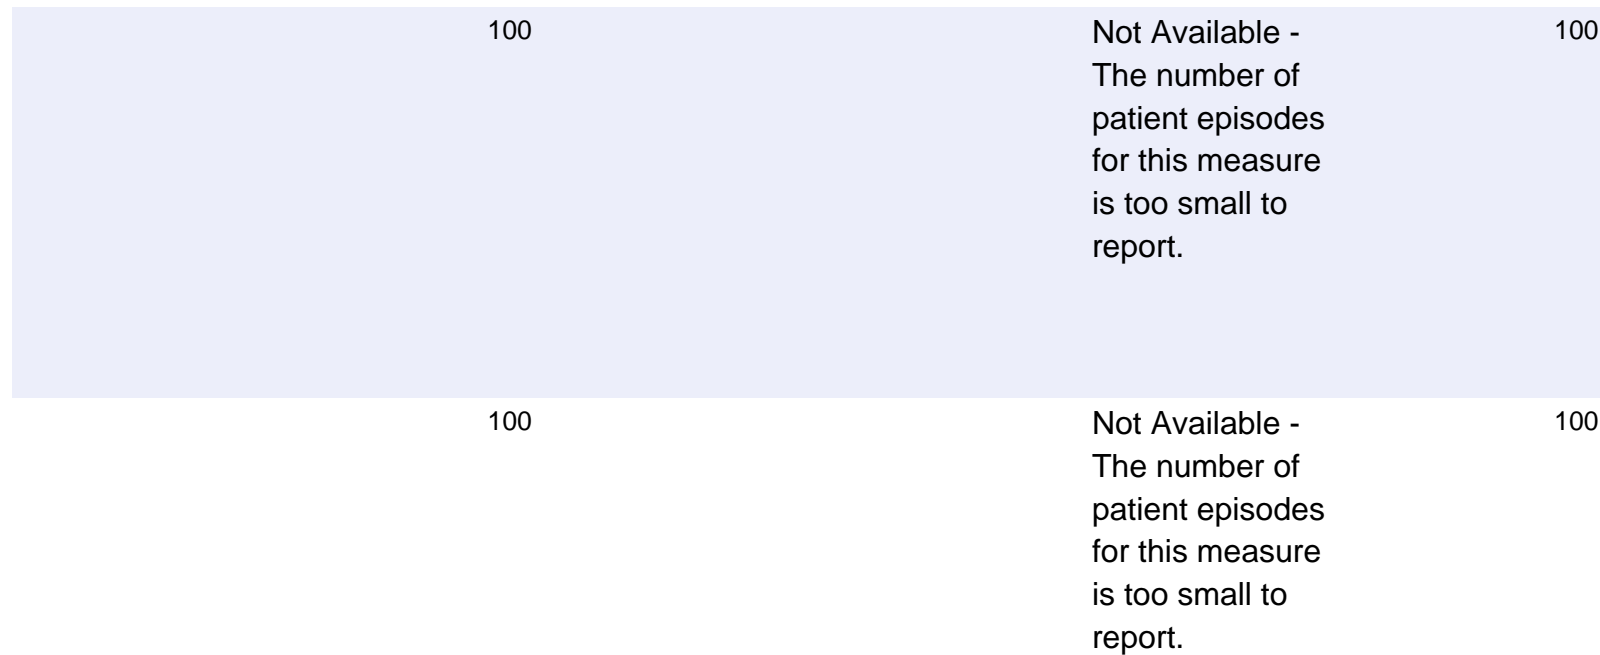 100 Not Available - 100
The number of
patient episodes
for this measure
is too small to
report.
100 Not Available - 100
The number of
patient episodes
for this measure
is too small to
report.